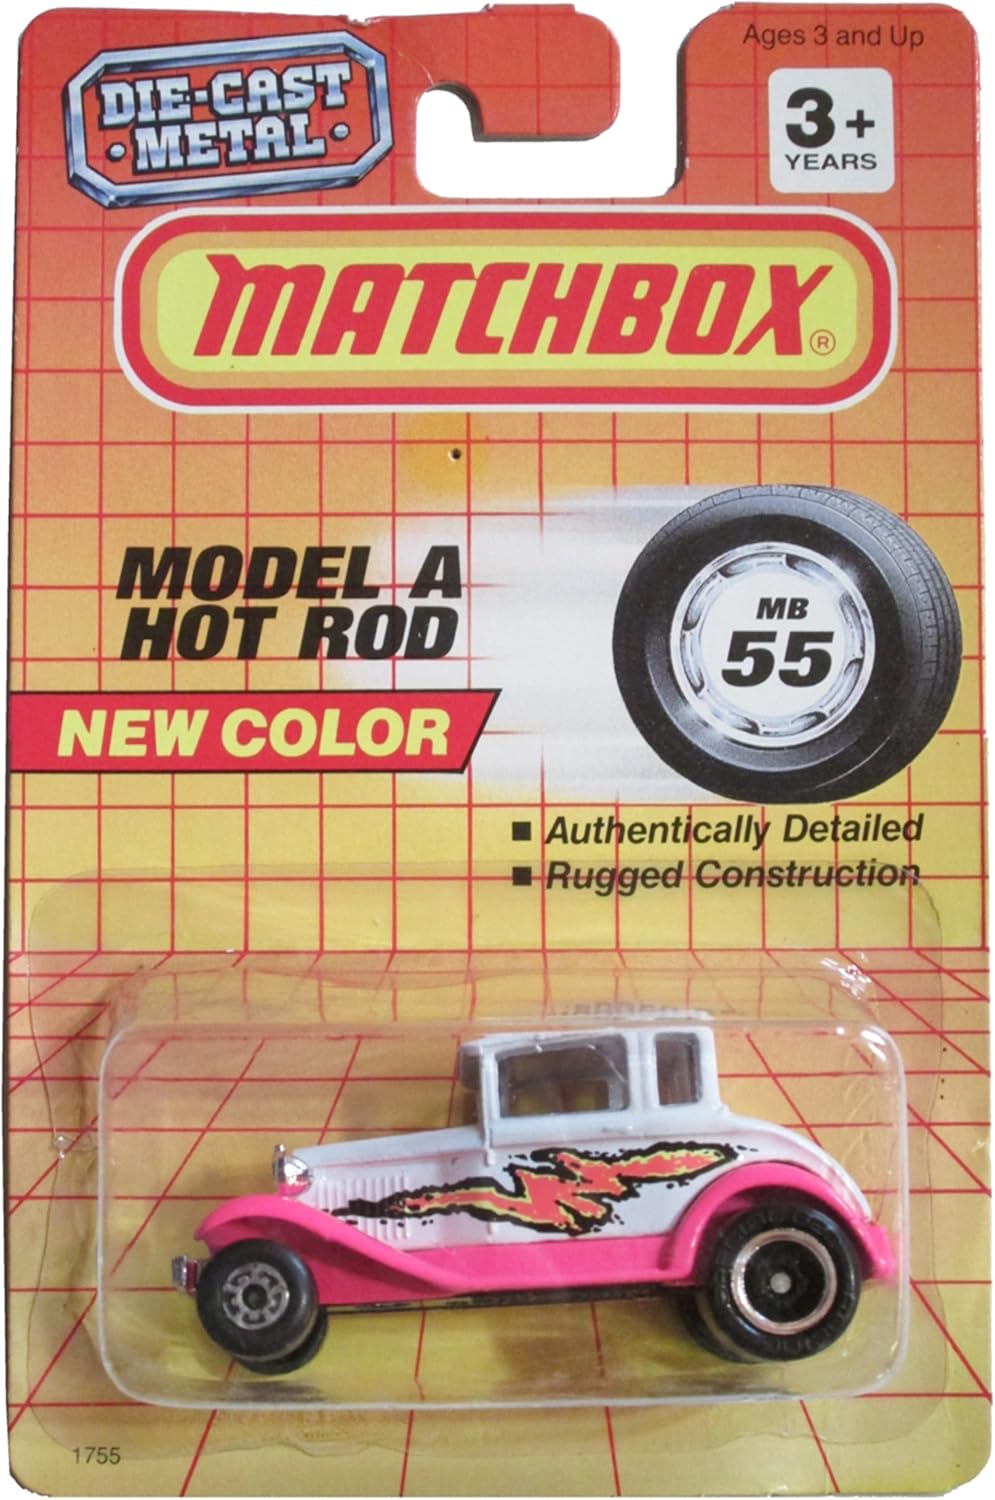 Ages 3 and Up
DIE-CAST
• METAL •
3+
YEARS
MATCHBOX®
MODEL A
HOT ROD
MB
55
NEW COLOR
■ Authentically Detailed
■ Rugged Construction
1755